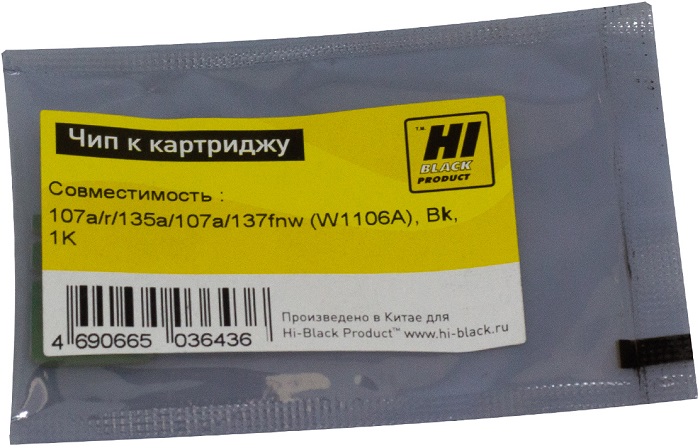 Чип к картриджу
T.M.
HI
BLACK
PRODUCT
Совместимость :
107a/r/135a/107a/137fnw (W1106A), Bk,
1K
Произведено в Китае для
Hi-Black Product™ www.hi-black.ru
4 690665 036436